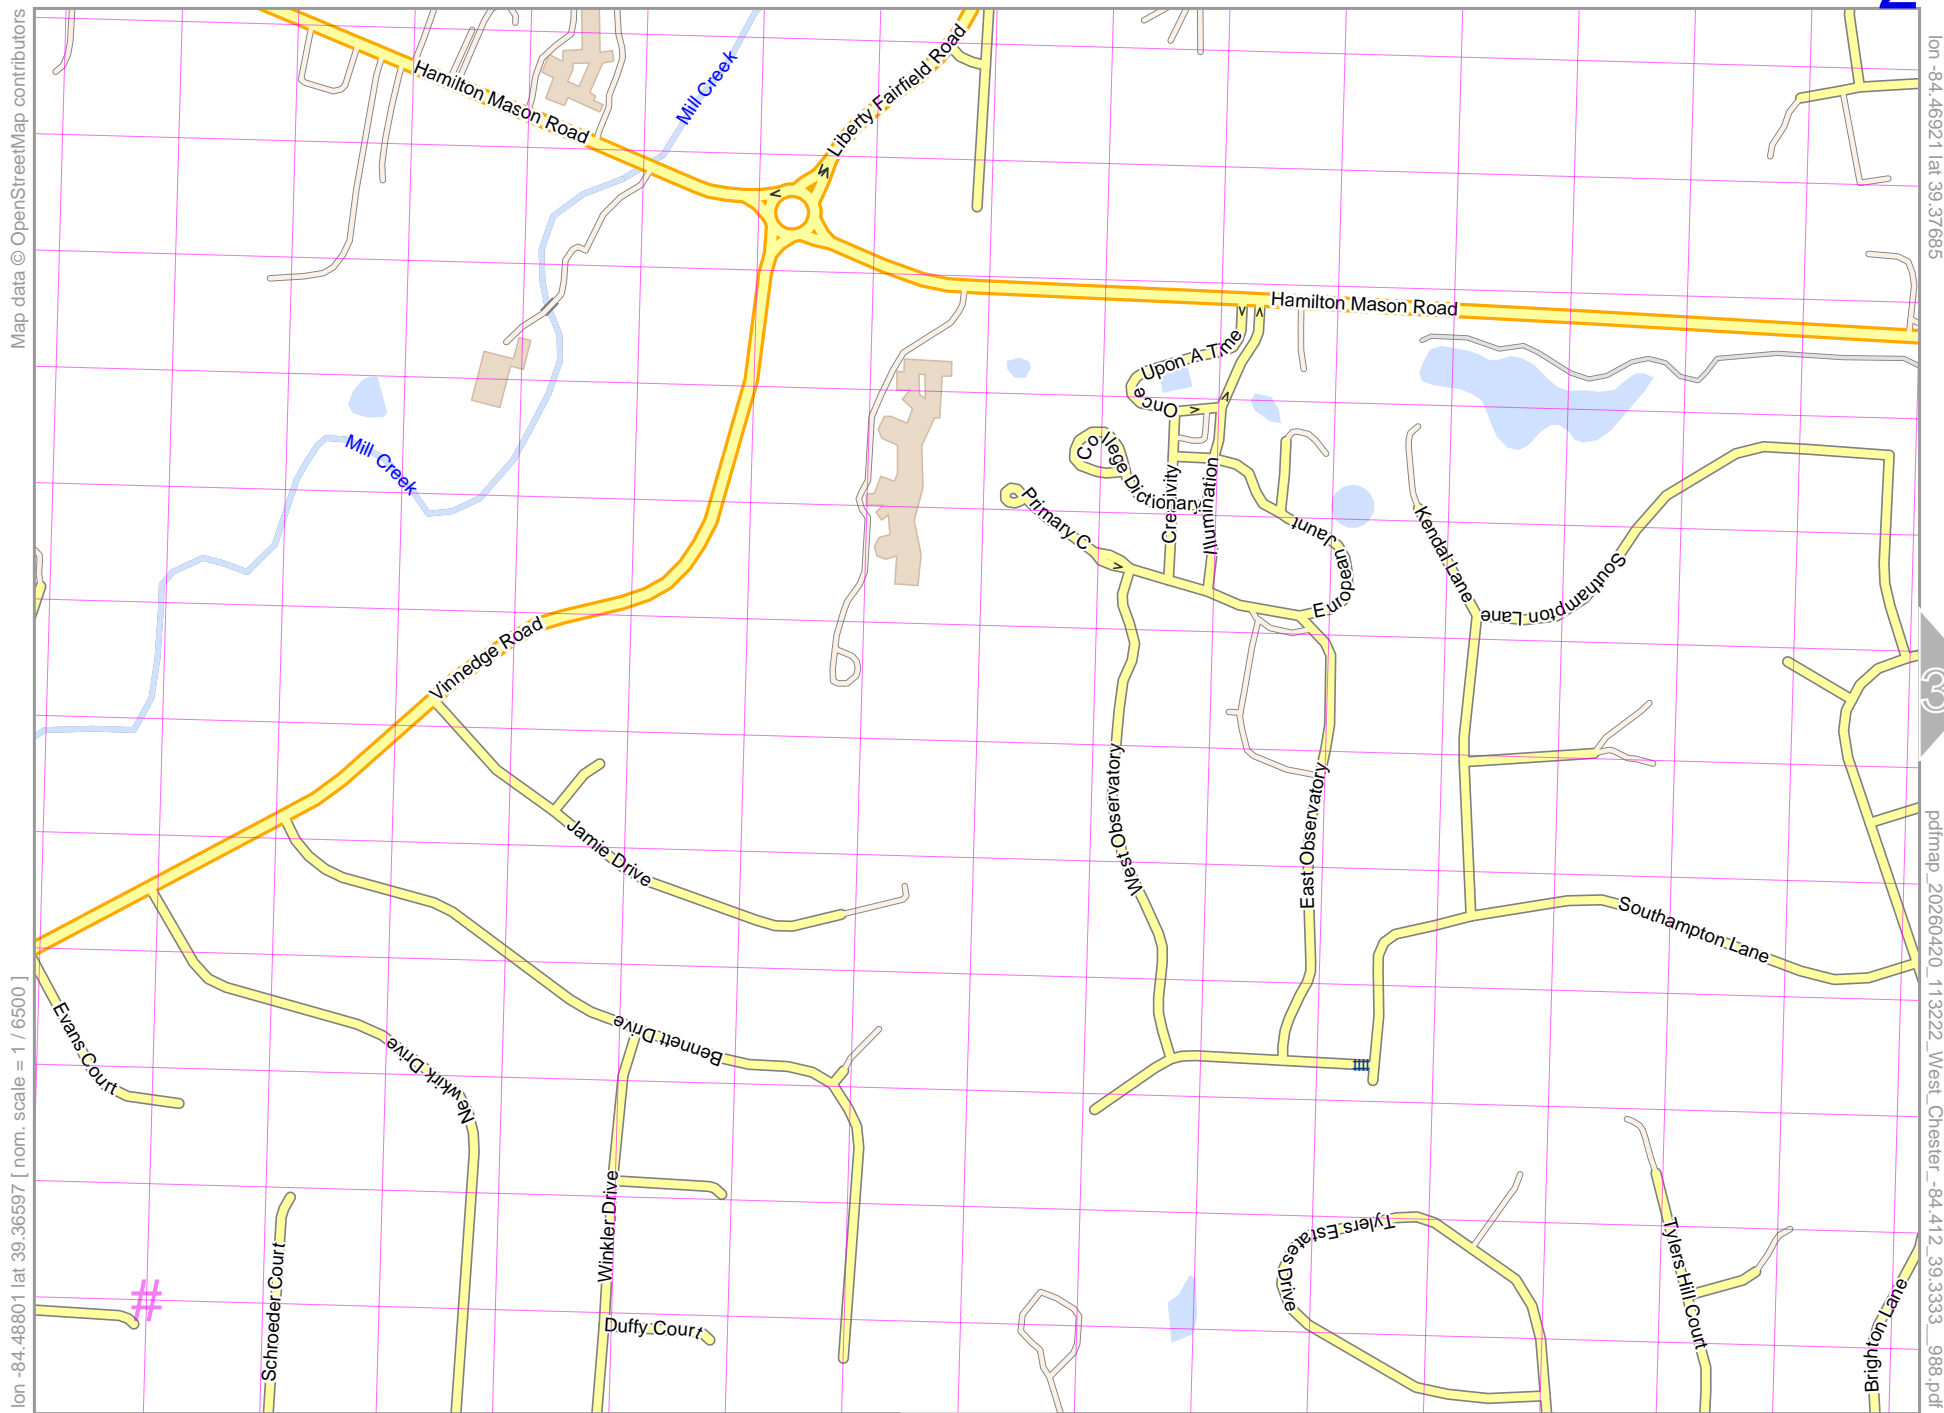 Map data © OpenStreetMap contributors
lon -84.46921 lat 39.37685
Hamilton Mason Road
Mill Creek
Liberty Fairfield Road
Hamilton Mason Road
Once Upon A Time
Mill Creek
College Dictionary
Creativity
Illumination
Primary C
European Jaunt
Kendal Lane
Southampton Lane
Vinnedge Road
3
West Observatory
East Observatory
Jamie Drive
Southampton Lane
Evans Court
Newkirk Drive
Bennett Drive
Winkler Drive
Schroeder Court
Duffy Court
Tylers Estates Drive
Tylers Hill Court
Brighton Lane
#
lon -84.48801 lat 39.36597 [ nom. scale = 1 / 6500 ]
pdfmap_20260420_113222_West_Chester_-84.412_39.3333__988.pdf